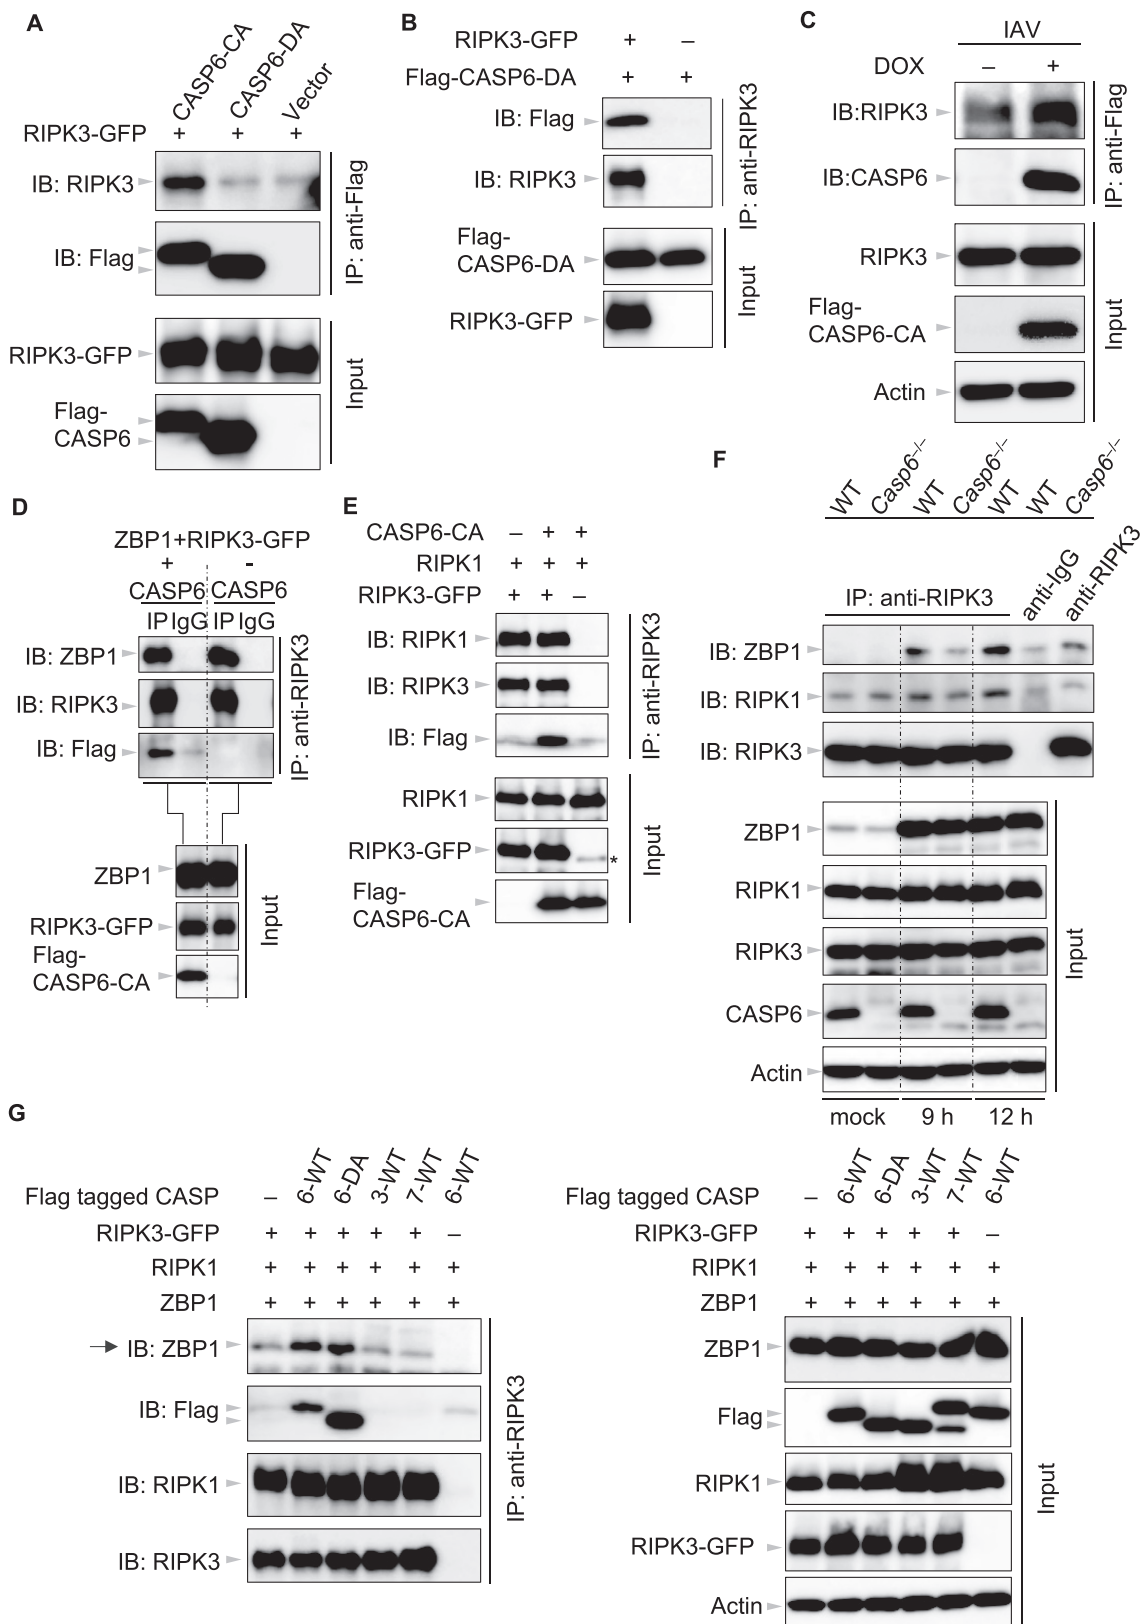 A
CASP6-CA
CASP6-DA
Vector
RIPK3-GFP + + +
IB: RIPK3
IB: Flag
IP: anti-Flag
RIPK3-GFP
Flag-
CASP6
Input
B
RIPK3-GFP + –
Flag-CASP6-DA + +
IB: Flag
IB: RIPK3
IP: anti-RIPK3
Flag-
CASP6-DA
RIPK3-GFP
Input
C
IAV
DOX – +
IB:RIPK3
IB:CASP6
IP: anti-Flag
RIPK3
Flag-
CASP6-CA
Actin
Input
D
ZBP1+RIPK3-GFP
+ -
CASP6 CASP6
IP IgG IP IgG
IB: ZBP1
IB: RIPK3
IB: Flag
IP: anti-RIPK3
ZBP1
RIPK3-GFP
Flag-
CASP6-CA
Input
E
CASP6-CA – + +
RIPK1 + + +
RIPK3-GFP + + –
IB: RIPK1
IB: RIPK3
IB: Flag
IP: anti-RIPK3
RIPK1
RIPK3-GFP
*
Flag-
CASP6-CA
Input
F
WT
Casp6–/–
WT
Casp6–/–
WT
WT
Casp6–/–
IP: anti-RIPK3
anti-IgG
anti-RIPK3
IB: ZBP1
IB: RIPK1
IB: RIPK3
ZBP1
RIPK1
RIPK3
CASP6
Actin
Input
mock 9 h 12 h
G
Flag tagged CASP – 6-WT 6-DA 3-WT 7-WT 6-WT
RIPK3-GFP + + + + + –
RIPK1 + + + + + +
ZBP1 + + + + + +
IB: ZBP1
IB: Flag
IB: RIPK1
IB: RIPK3
IP: anti-RIPK3
Flag tagged CASP – 6-WT 6-DA 3-WT 7-WT 6-WT
RIPK3-GFP + + + + + –
RIPK1 + + + + + +
ZBP1 + + + + + +
ZBP1
Flag
RIPK1
RIPK3-GFP
Actin
Input